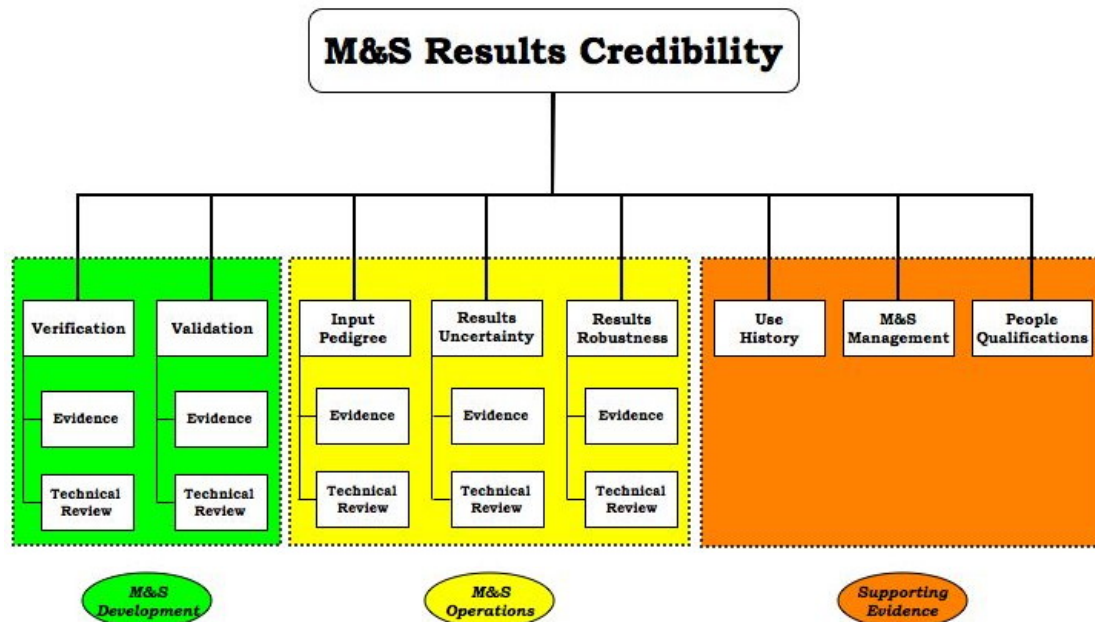 M&S Results Credibility
Verification
Validation
Input
Pedigree
Results
Uncertainty
Results
Robustness
Use
History
M&S
Management
People
Qualifications
Evidence
Evidence
Evidence
Evidence
Evidence
Technical
Review
Technical
Review
Technical
Review
Technical
Review
Technical
Review
M&S
Development
M&S
Operations
Supporting
Evidence